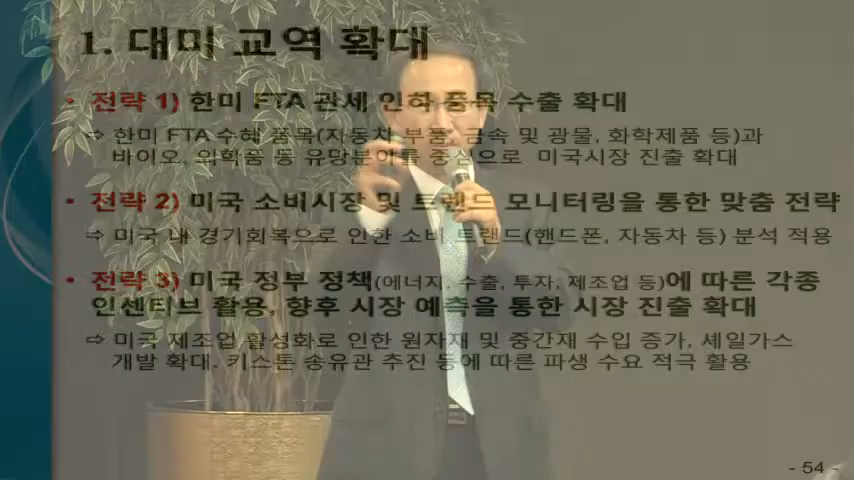 1. 대미 교역 확대
• 전략 1) 한미 FTA 관세 인하 품목 수출 확대
⇨ 한미 FTA 수혜 품목(자동차 부품, 금속 및 광물, 화학제품 등)과
바이오, 의학품 등 유망분야를 중심으로 미국시장 진출 확대
• 전략 2) 미국 소비시장 및 트랜드 모니터링을 통한 맞춤 전략
⇨ 미국 내 경기회복으로 인한 소비 트랜드(핸드폰, 자동차 등) 분석 적용
• 전략 3) 미국 정부 정책(에너지, 수출, 투자, 제조업 등)에 따른 각종
인센티브 활용, 향후 시장 예측을 통한 시장 진출 확대
⇨ 미국 제조업 활성화로 인한 원자재 및 중간재 수입 증가, 셰일가스
개발 확대. 키스톤 송유관 추진 등에 따른 파생 수요 적극 활용
- 54 -